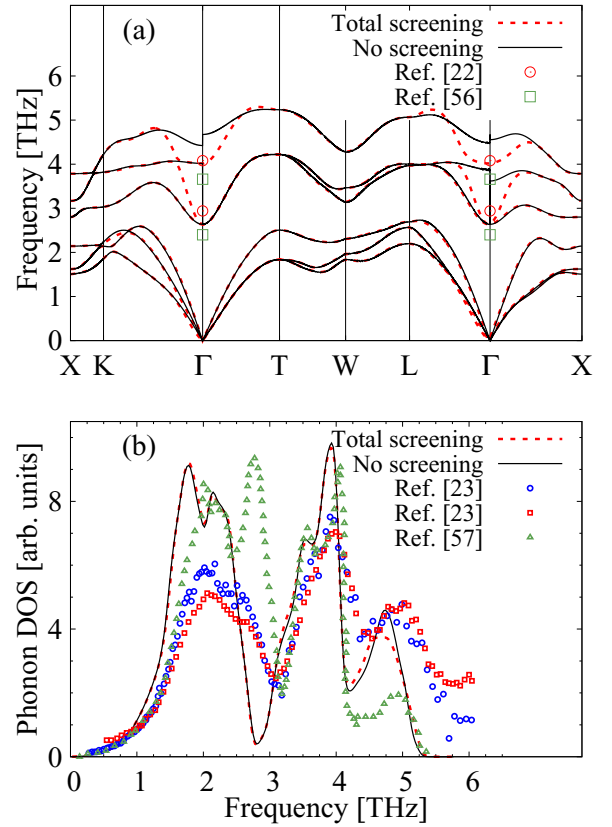 (a)
Total screening
No screening
Ref. [22]
Ref. [56]
Frequency [THz]
6
5
4
3
2
1
0
X K Γ T W L Γ X
(b)
Total screening
No screening
Ref. [23]
Ref. [23]
Ref. [57]
Phonon DOS [arb. units]
8
4
0
0 1 2 3 4 5 6
Frequency [THz]